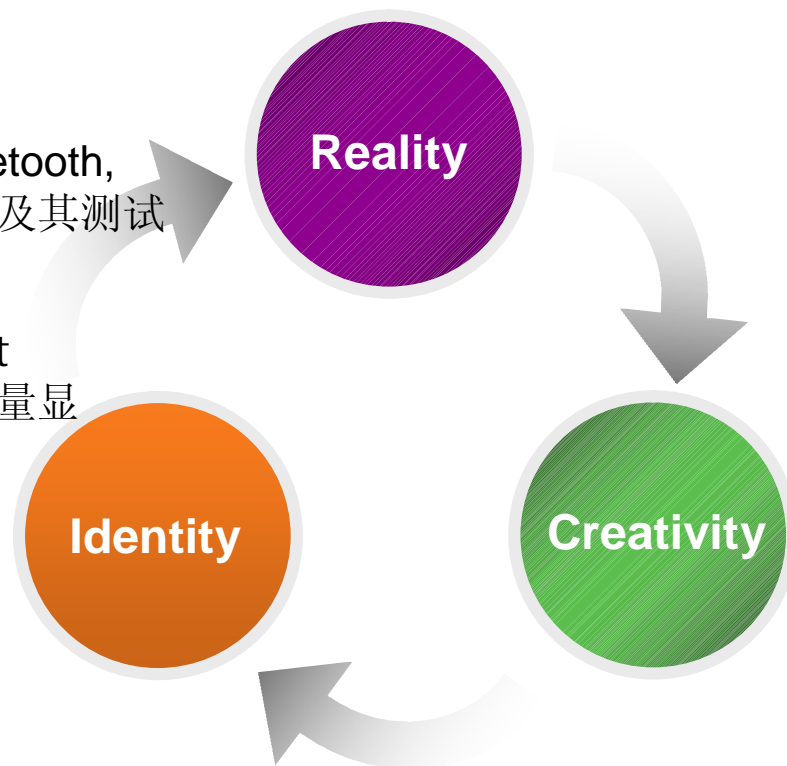 Reality
etooth,
及其测试
t
量显
Identity
Creativity